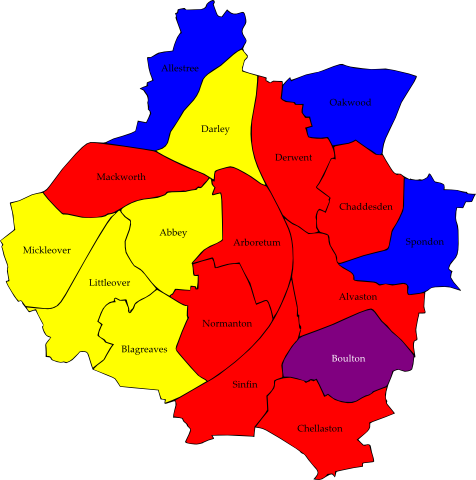 Allestree
Oakwood
Darley
Derwent
Mackworth
Chaddesden
Abbey
Arboretum
Spondon
Mickleover
Littleover
Alvaston
Normanton
Blagreaves
Boulton
Sinfin
Chellaston